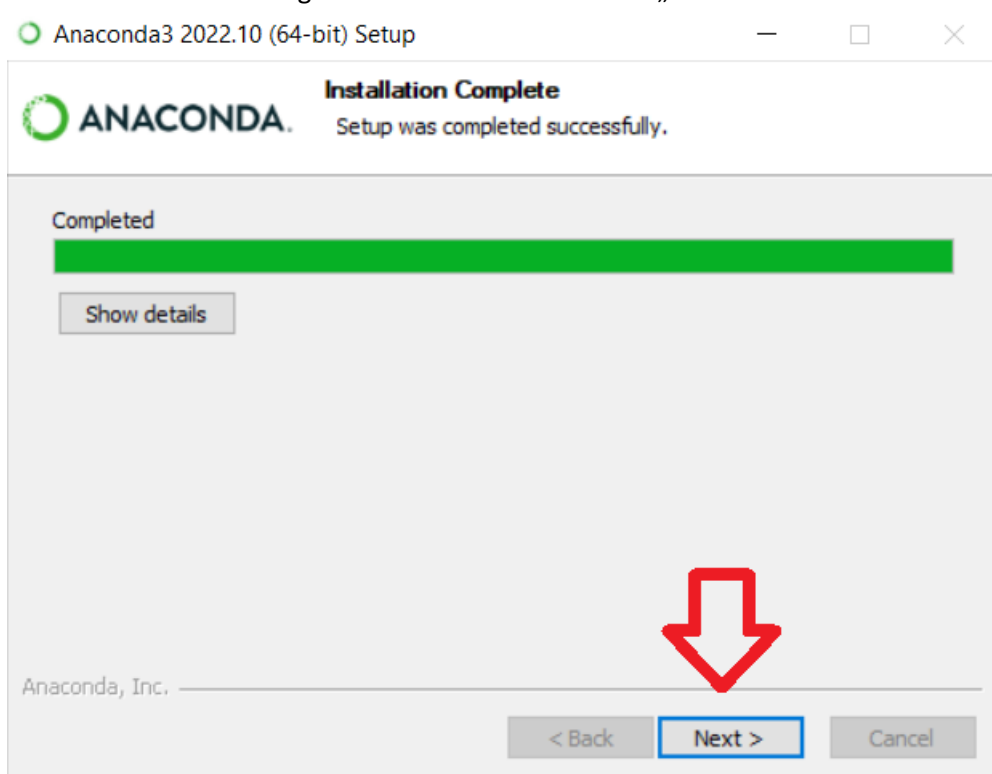 Anaconda3 2022.10 (64-bit) Setup
ANACONDA.
Installation Complete
Setup was completed successfully.
Completed
Show details
Anaconda, Inc.
< Back
Next >
Cancel